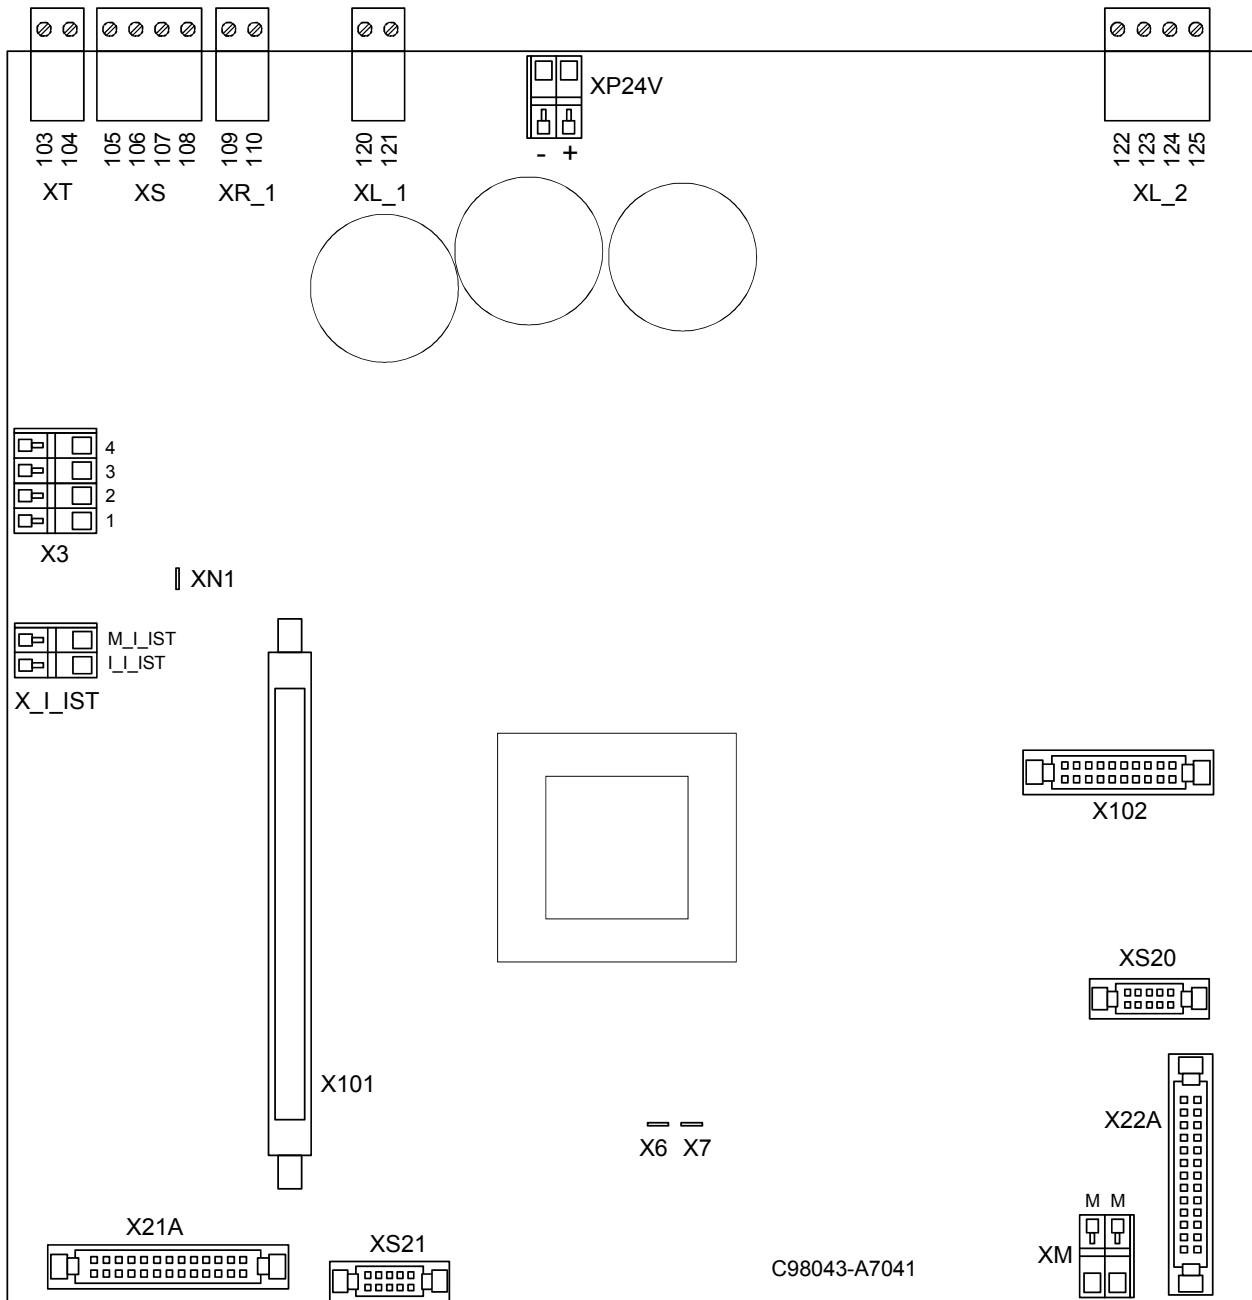 XP24V
- +
103 104 105 106 107 108 109 110 120 121 122 123 124 125
XT XS XR_1 XL_1 XL_2
4
3
2
1
X3
XN1
M_I_IST
I_I_IST
X_I_IST
X102
XS20
X101
X22A
X6 X7
M M
X21A
XS21
XM
C98043-A7041